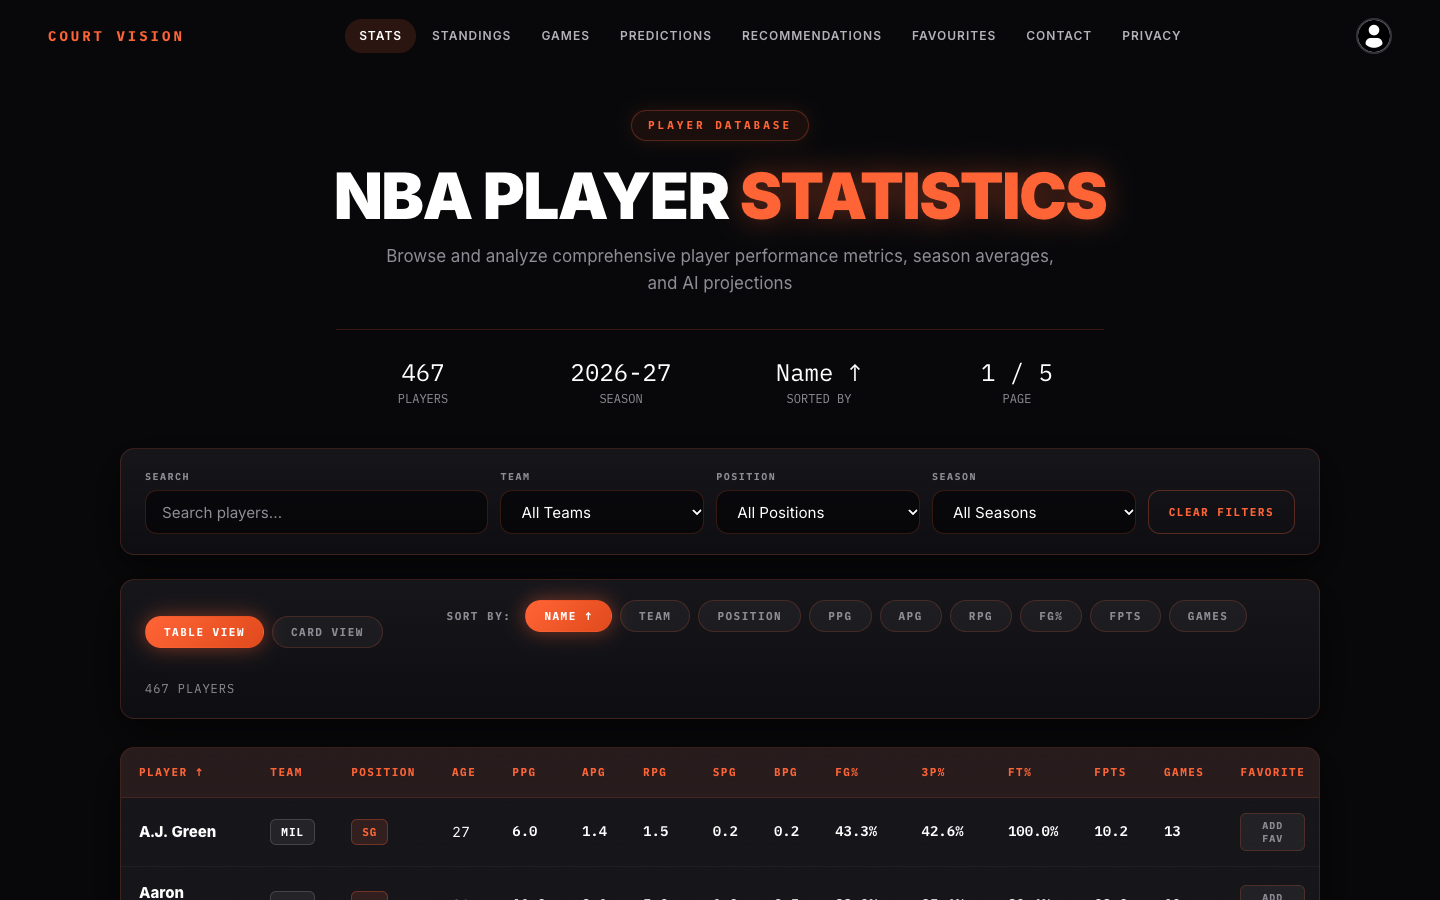 COURT VISION
STATS STANDINGS GAMES PREDICTIONS RECOMMENDATIONS FAVOURITES CONTACT PRIVACY
PLAYER DATABASE
NBA PLAYER STATISTICS
Browse and analyze comprehensive player performance metrics, season averages,
and AI projections
467 2026-27 Name ↑ 1 / 5
PLAYERS SEASON SORTED BY PAGE
SEARCH TEAM POSITION SEASON
Search players... All Teams All Positions All Seasons CLEAR FILTERS
SORT BY: NAME ↑ TEAM POSITION PPG APG RPG FG% FPTS GAMES
TABLE VIEW CARD VIEW
467 PLAYERS
PLAYER ↑ TEAM POSITION AGE PPG APG RPG SPG BPG FG% 3P% FT% FPTS GAMES FAVORITE
A.J. Green MIL SG 27 6.0 1.4 1.5 0.2 0.2 43.3% 42.6% 100.0% 10.2 13 ADD
FAV
Aaron